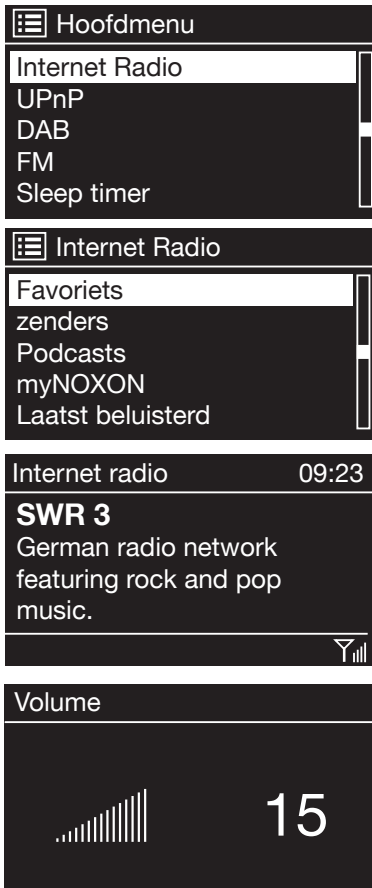 Hoofdmenu
Internet Radio
UPnP
DAB
FM
Sleep timer
Internet Radio
Favoriets
zenders
Podcasts
myNOXON
Laatst beluisterd
Internet radio 09:23
SWR 3
German radio network
featuring rock and pop
music.
Volume
15